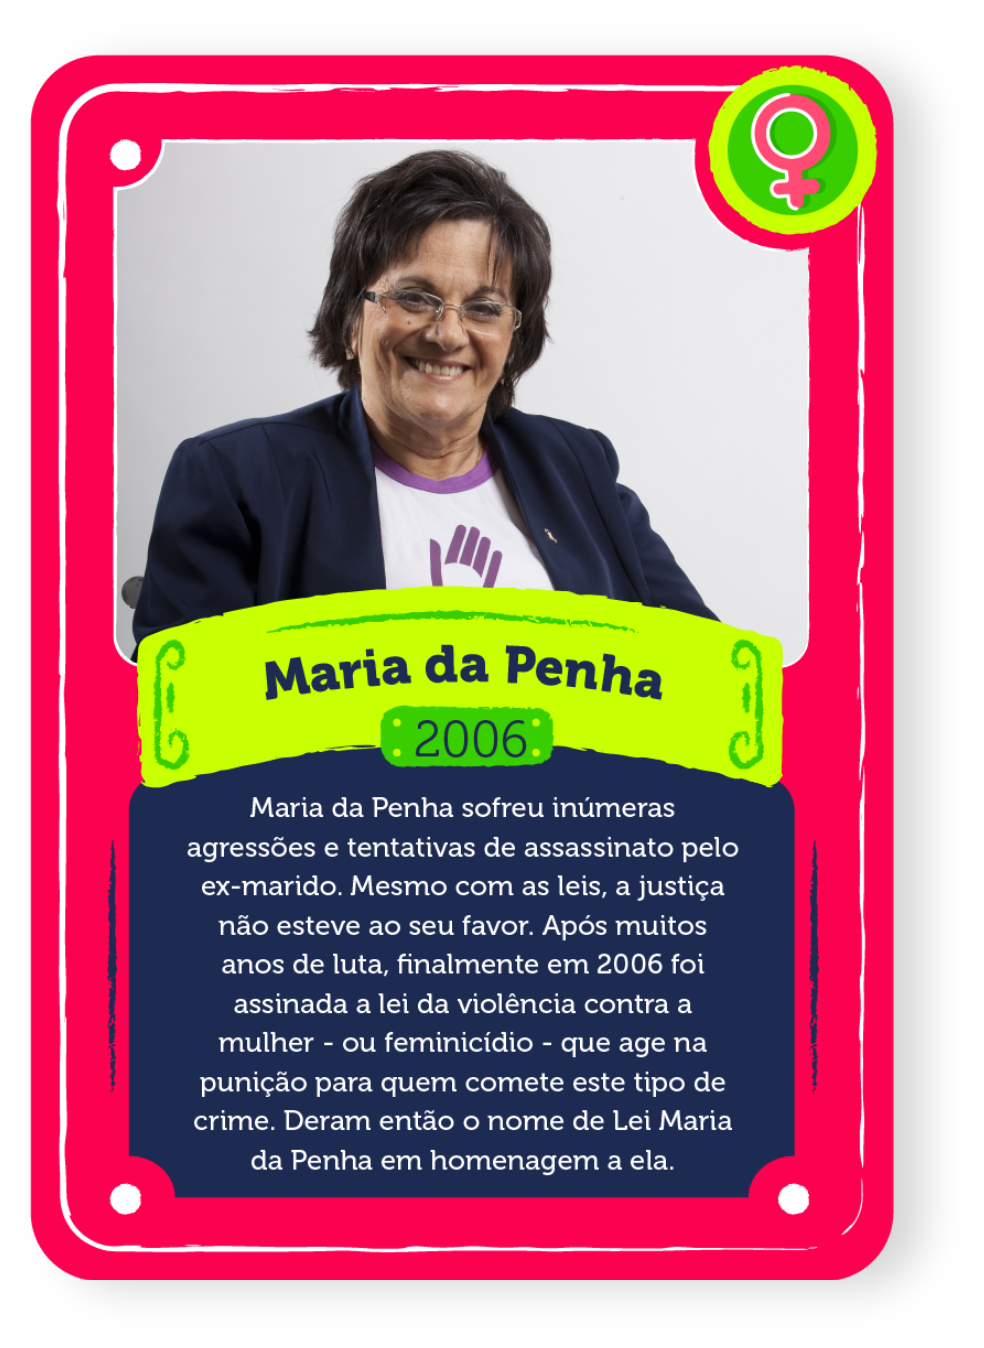 Maria da Penha
2006
Maria da Penha sofreu inúmeras
agressões e tentativas de assassinato pelo
ex-marido. Mesmo com as leis, a justiça
não esteve ao seu favor. Após muitos
anos de luta, finalmente em 2006 foi
assinada a lei da violência contra a
mulher - ou feminicídio - que age na
punição para quem comete este tipo de
crime. Deram então o nome de Lei Maria
da Penha em homenagem a ela.